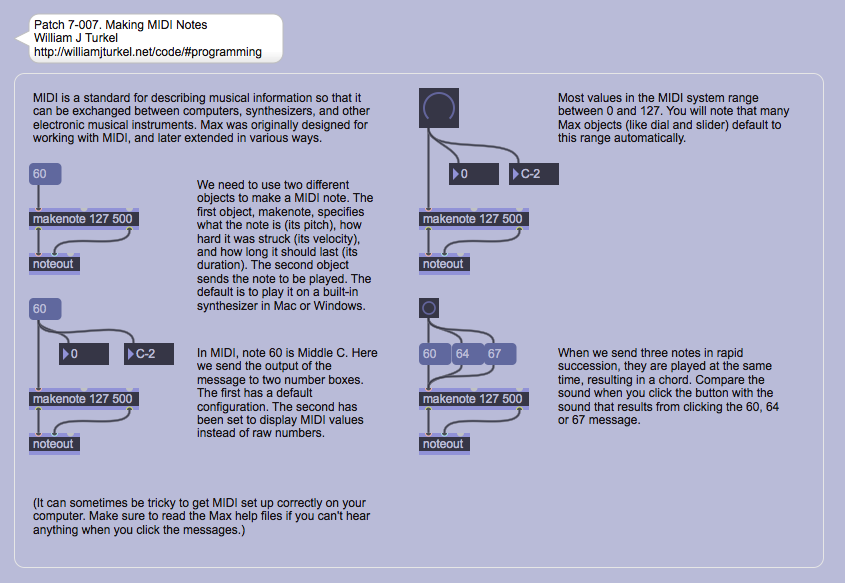 Patch 7-007. Making MIDI Notes
William J Turkel
http://williamjturkel.net/code/#programming
MIDI is a standard for describing musical information so that it
can be exchanged between computers, synthesizers, and other
electronic musical instruments. Max was originally designed for
working with MIDI, and later extended in various ways.
60
makenote 127 500
noteout
We need to use two different
objects to make a MIDI note. The
first object, makenote, specifies
what the note is (its pitch), how
hard it was struck (its velocity),
and how long it should last (its
duration). The second object
sends the note to be played. The
default is to play it on a built-in
synthesizer in Mac or Windows.
60
0 C-2
makenote 127 500
noteout
In MIDI, note 60 is Middle C. Here
we send the output of the
message to two number boxes.
The first has a default
configuration. The second has
been set to display MIDI values
instead of raw numbers.
(It can sometimes be tricky to get MIDI set up correctly on your
computer. Make sure to read the Max help files if you can't hear
anything when you click the messages.)
0 C-2
makenote 127 500
noteout
Most values in the MIDI system range
between 0 and 127. You will note that many
Max objects (like dial and slider) default to
this range automatically.
60 64 67
makenote 127 500
noteout
When we send three notes in rapid
succession, they are played at the same
time, resulting in a chord. Compare the
sound when you click the button with the
sound that results from clicking the 60, 64
or 67 message.